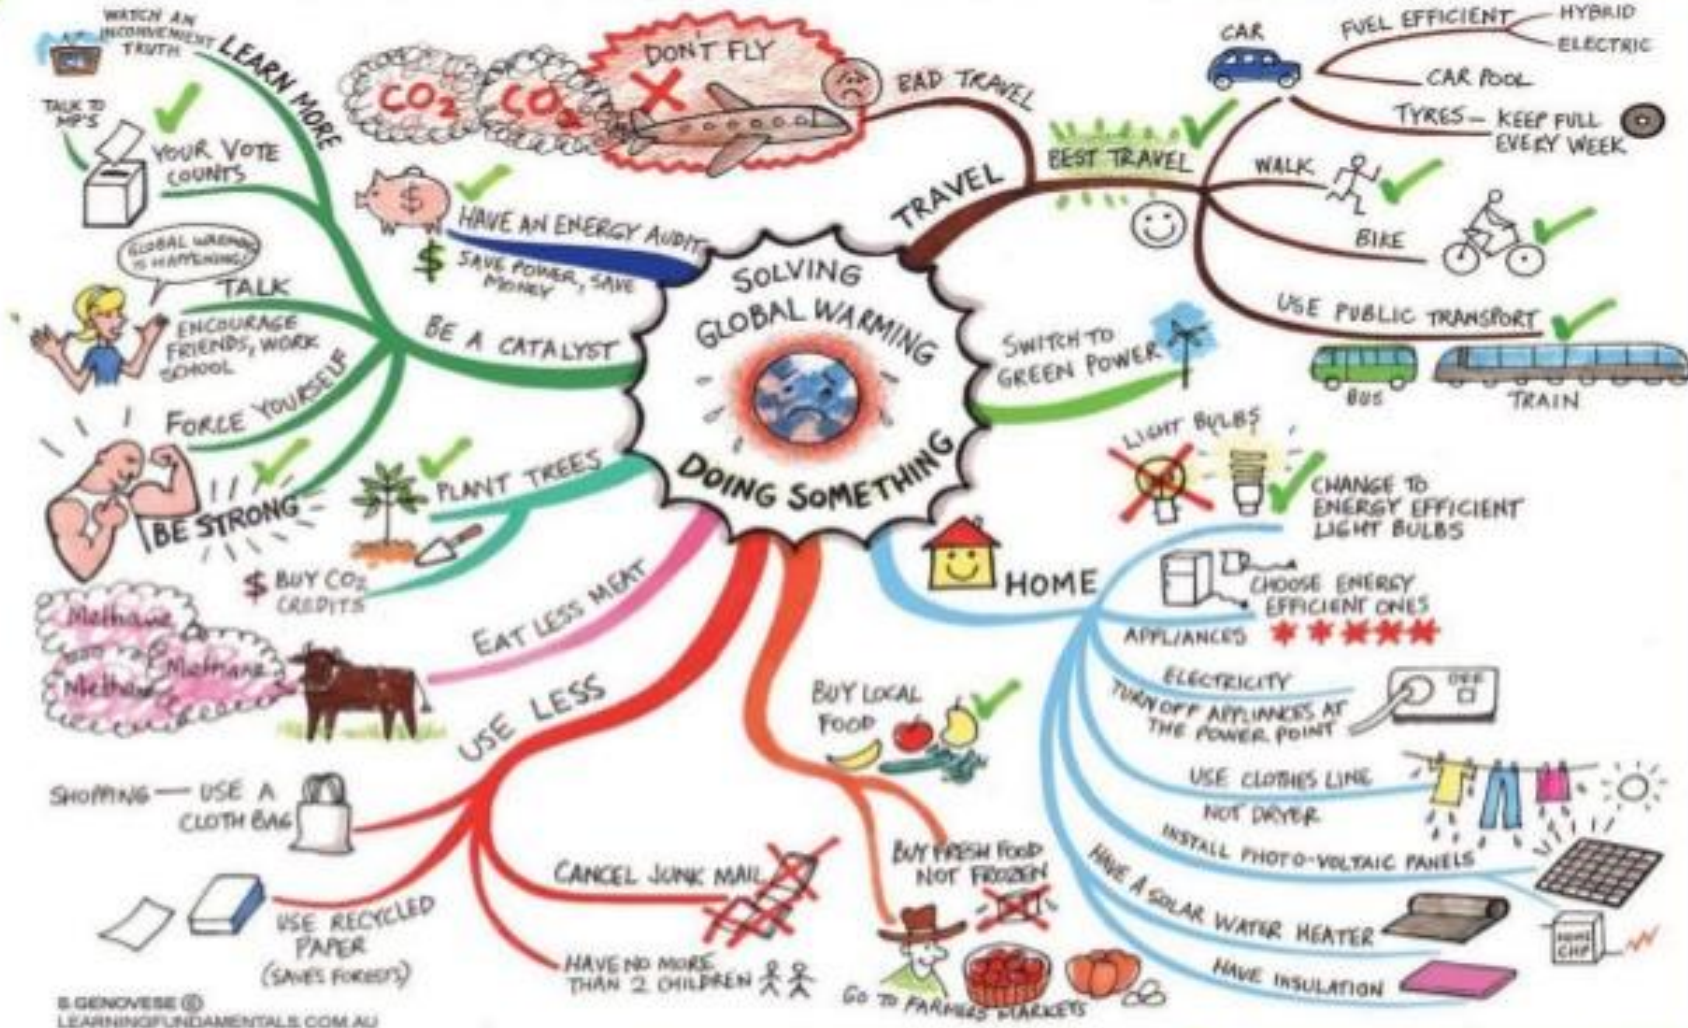 SOLVING
GLOBAL WARMING
DOING SOMETHING
TRAVEL
BAD TRAVEL
DON'T FLY
CO2
CO2
BEST TRAVEL
CAR
FUEL EFFICIENT
HYBRID
ELECTRIC
CAR POOL
TYRES — KEEP FULL
EVERY WEEK
WALK
BIKE
USE PUBLIC TRANSPORT
BUS
TRAIN
SWITCH TO
GREEN POWER
HOME
LIGHT BULBS
CHANGE TO
ENERGY EFFICIENT
LIGHT BULBS
CHOOSE ENERGY
EFFICIENT ONES
APPLIANCES
ELECTRICITY
TURN OFF APPLIANCES AT
THE POWER POINT
OFF
USE CLOTHES LINE
NOT DRYER
INSTALL PHOTO-VOLTAIC PANELS
HAVE A SOLAR WATER HEATER
HAVE INSULATION
BUY LOCAL
FOOD
BUY FRESH FOOD
NOT FROZEN
GO TO FARMERS MARKETS
USE LESS
SHOPPING — USE A
CLOTH BAG
USE RECYCLED
PAPER
(SAVES FORESTS)
CANCEL JUNK MAIL
HAVE NO MORE
THAN 2 CHILDREN
EAT LESS MEAT
Methane
Methane
Methane
PLANT TREES
$ BUY CO2
CREDITS
BE A CATALYST
LEARN MORE
WATCH AN
INCONVENIENT
TRUTH
TALK TO
MP'S
YOUR VOTE
COUNTS
GLOBAL WARMING
IS HAPPENING!
TALK
ENCOURAGE
FRIENDS, WORK
SCHOOL
FORCE YOURSELF
BE STRONG
HAVE AN ENERGY AUDIT
$ SAVE POWER, SAVE
MONEY
$
B.GENOVESE ©
LEARNINGFUNDAMENTALS.COM.AU